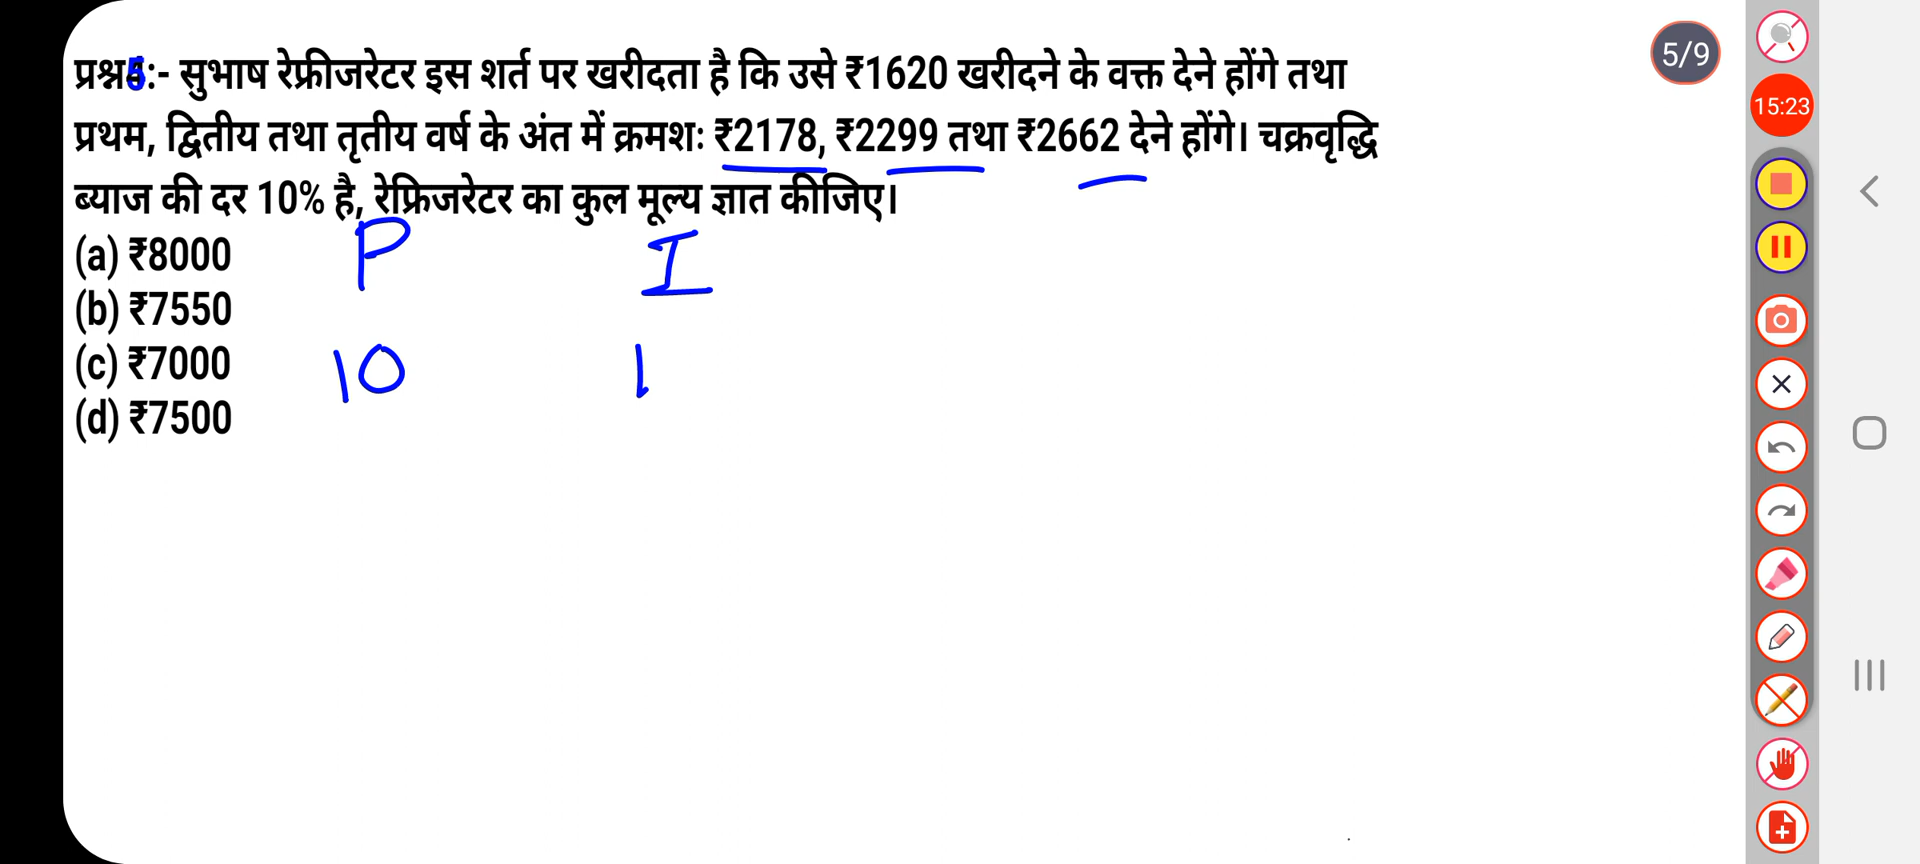 प्रश्न5:- सुभाष रेफ्रीजरेटर इस शर्त पर खरीदता है कि उसे ₹1620 खरीदने के वक्त देने होंगे तथा
प्रथम, द्वितीय तथा तृतीय वर्ष के अंत में क्रमश: ₹2178, ₹2299 तथा ₹2662 देने होंगे। चक्रवृद्धि
ब्याज की दर 10% है, रेफ्रिजरेटर का कुल मूल्य ज्ञात कीजिए।
(a) ₹8000
(b) ₹7550
(c) ₹7000
(d) ₹7500
P I
10 1
5/9
15:23